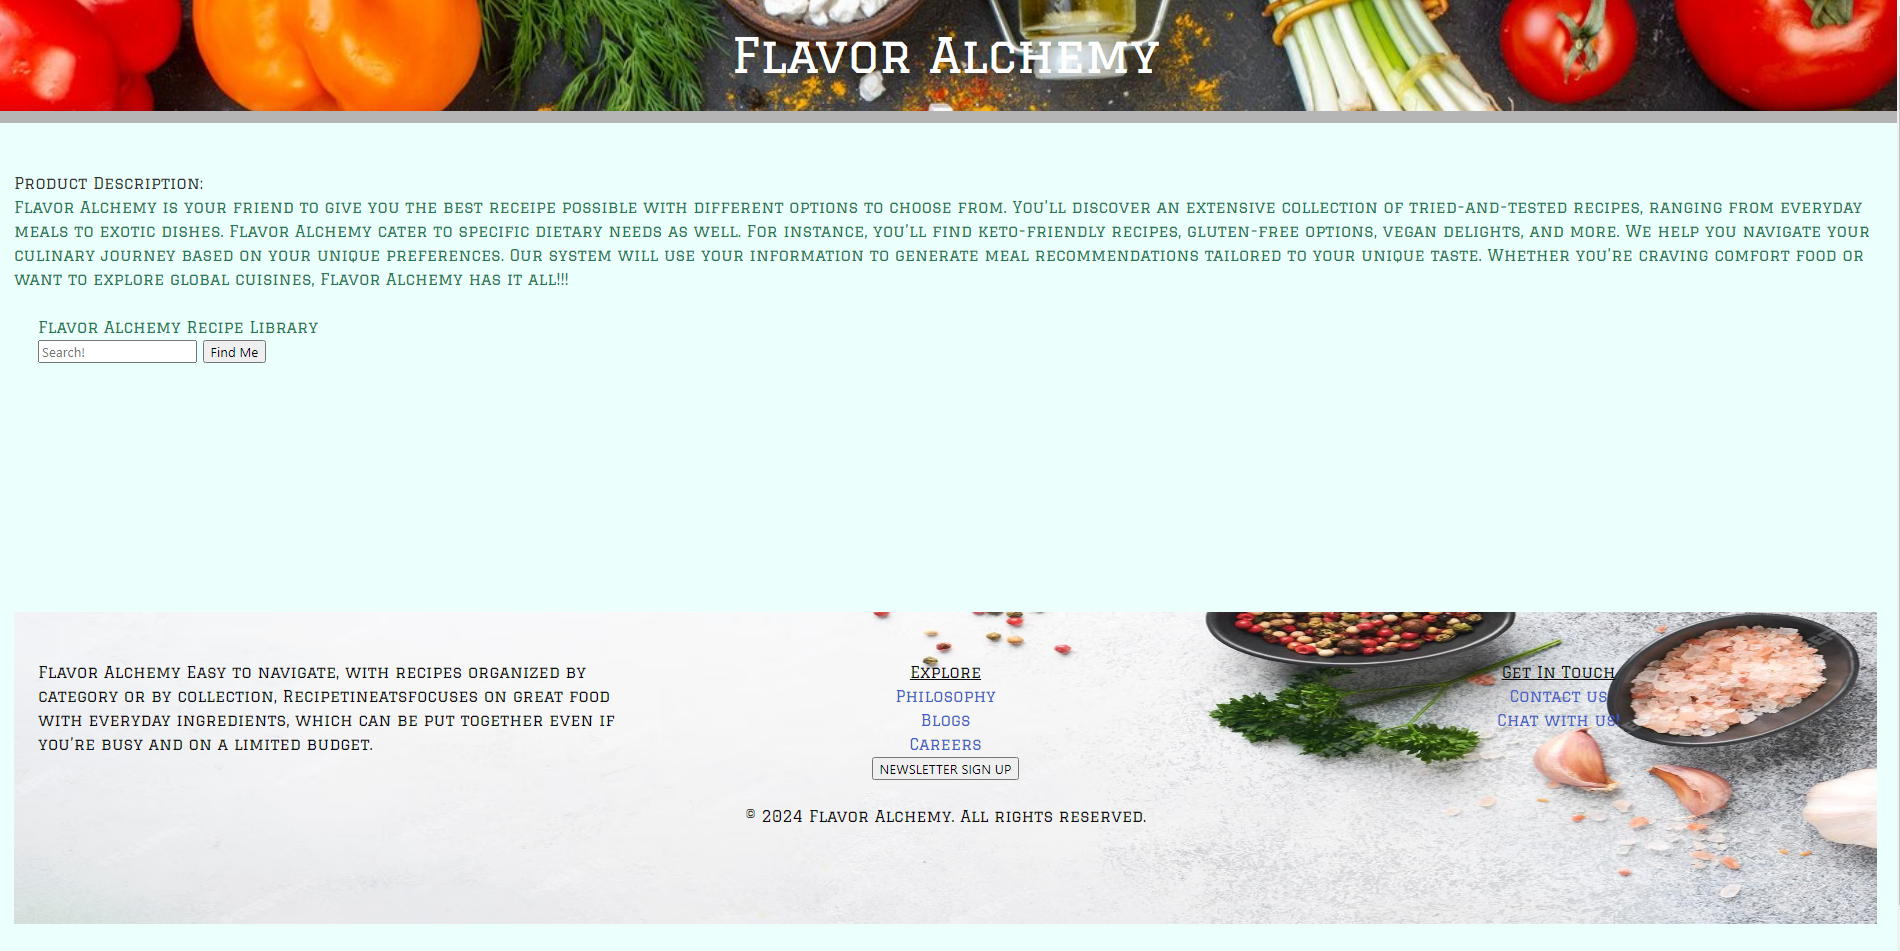 Flavor Alchemy
Product Description:
Flavor Alchemy is your friend to give you the best receipe possible with different options to choose from. You'll discover an extensive collection of tried-and-tested recipes, ranging from everyday
meals to exotic dishes. Flavor Alchemy cater to specific dietary needs as well. For instance, you'll find keto-friendly recipes, gluten-free options, vegan delights, and more. We help you navigate your
culinary journey based on your unique preferences. Our system will use your information to generate meal recommendations tailored to your unique taste. Whether you're craving comfort food or
want to explore global cuisines, Flavor Alchemy has it all!!!
Flavor Alchemy Recipe Library
Search!
Find Me
Flavor Alchemy Easy to navigate, with recipes organized by
category or by collection, RecipeTinEatsfocuses on great food
with everyday ingredients, which can be put together even if
you're busy and on a limited budget.
Explore
Philosophy
Blogs
Careers
NEWSLETTER SIGN UP
Get In Touch
Contact us
Chat with us!
© 2024 Flavor Alchemy. All rights reserved.